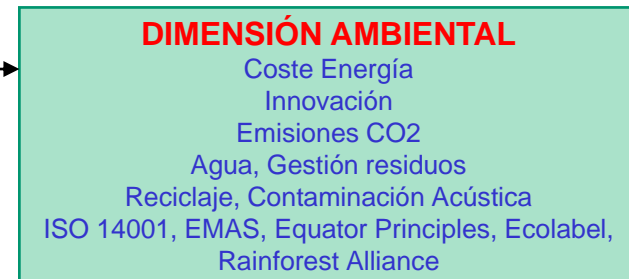 DIMENSIÓN AMBIENTAL
Coste Energía
Innovación
Emisiones CO2
Agua, Gestión residuos
Reciclaje, Contaminación Acústica
ISO 14001, EMAS, Equator Principles, Ecolabel,
Rainforest Alliance